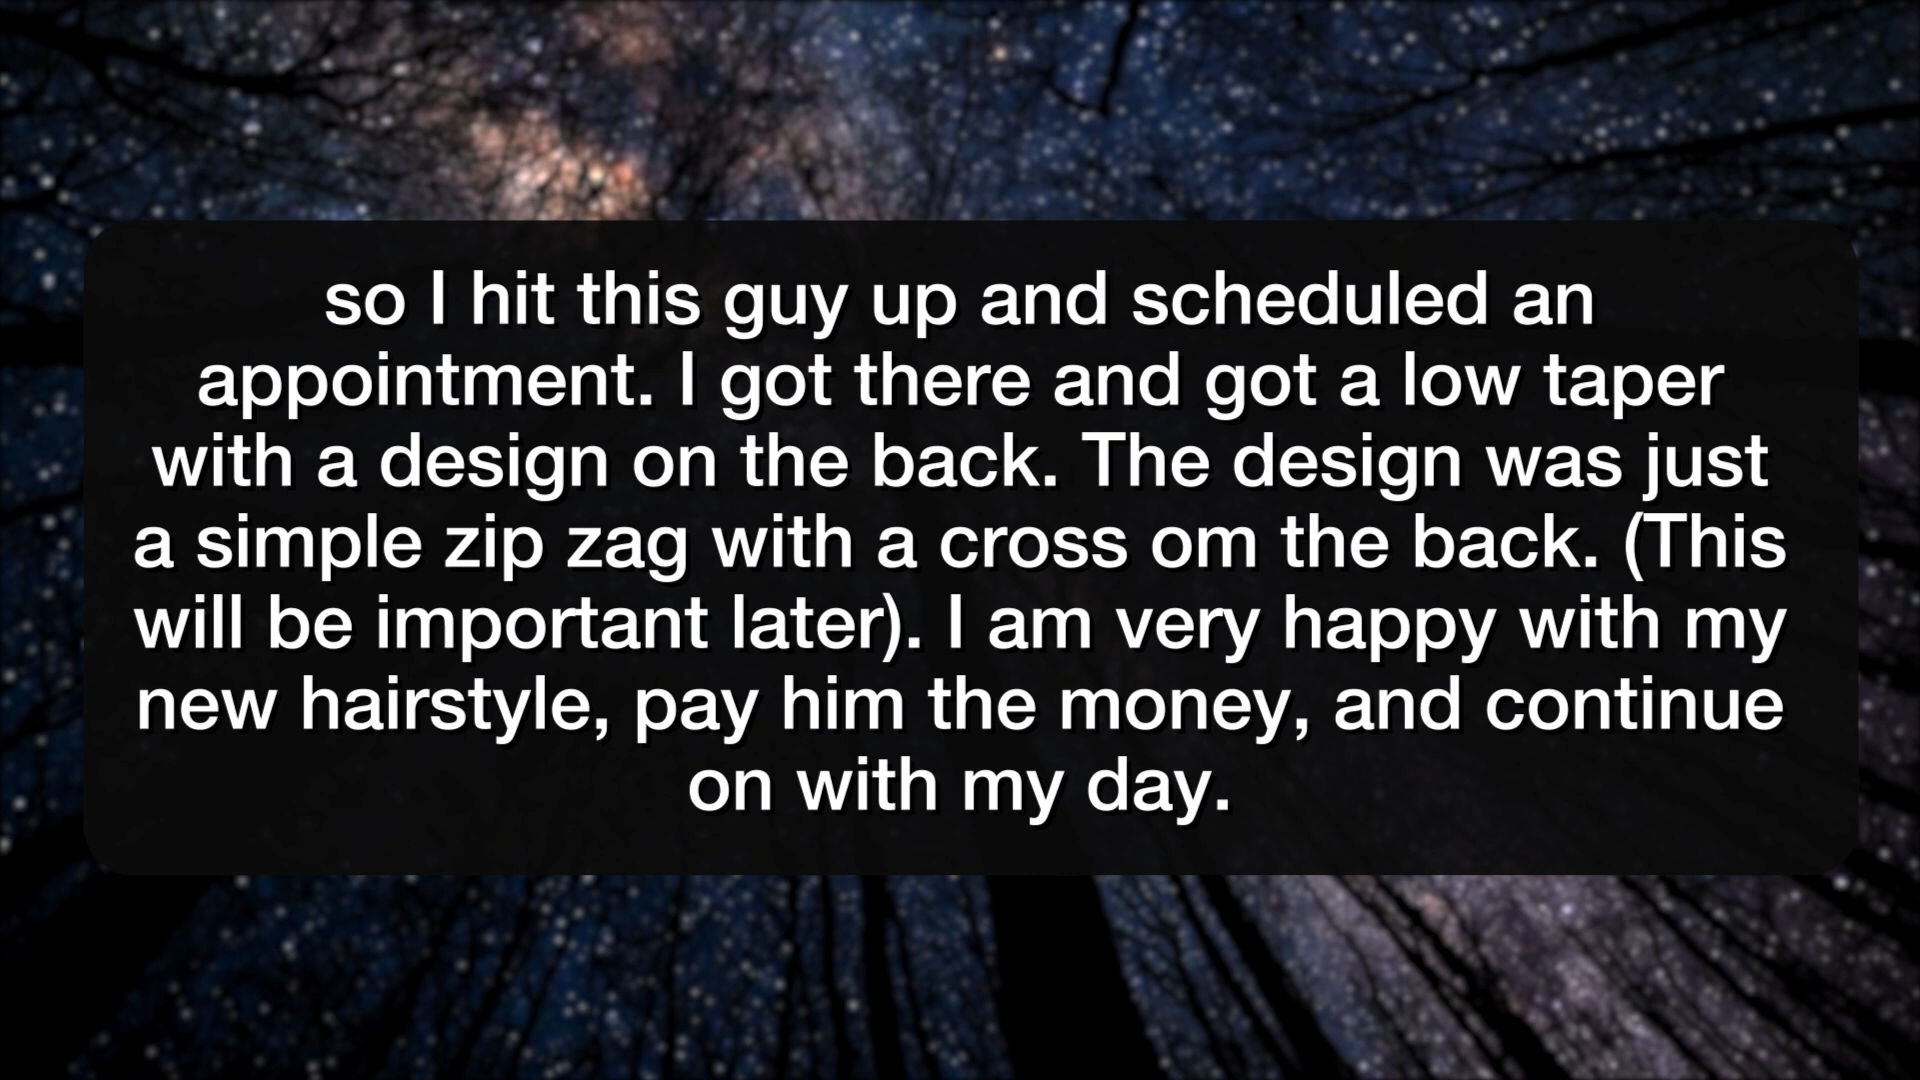 so I hit this guy up and scheduled an
appointment. I got there and got a low taper
with a design on the back. The design was just
a simple zip zag with a cross om the back. (This
will be important later). I am very happy with my
new hairstyle, pay him the money, and continue
on with my day.